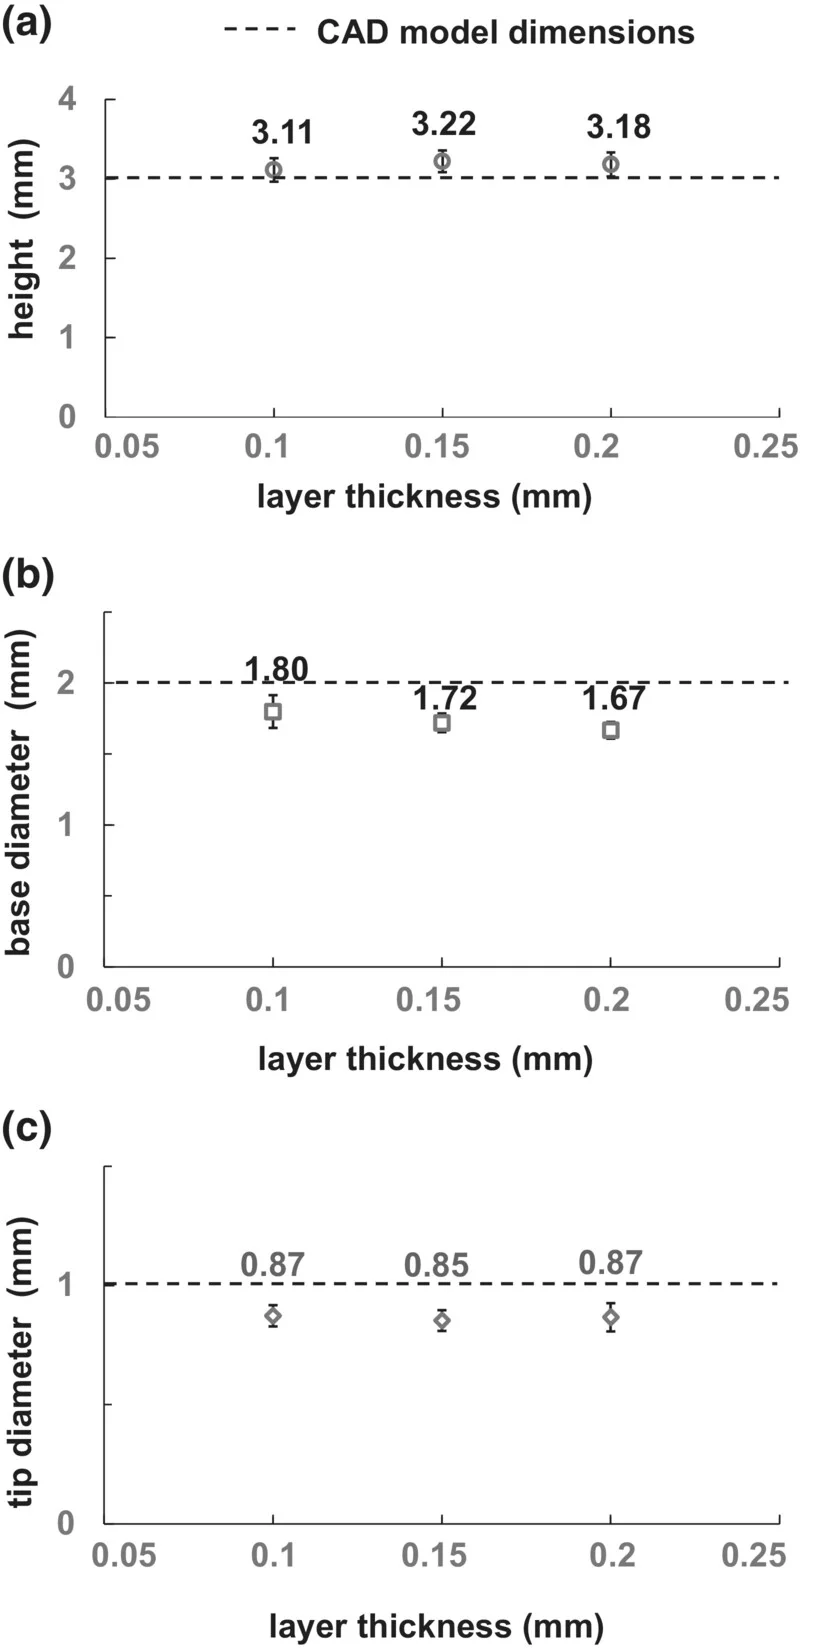 (a)
CAD model dimensions
4
3.11 3.22 3.18
3
2
1
0
height (mm)
0.05 0.1 0.15 0.2 0.25
layer thickness (mm)
(b)
1.80
2
1.72 1.67
1
0
base diameter (mm)
0.05 0.1 0.15 0.2 0.25
layer thickness (mm)
(c)
0.87 0.85 0.87
1
0
tip diameter (mm)
0.05 0.1 0.15 0.2 0.25
layer thickness (mm)